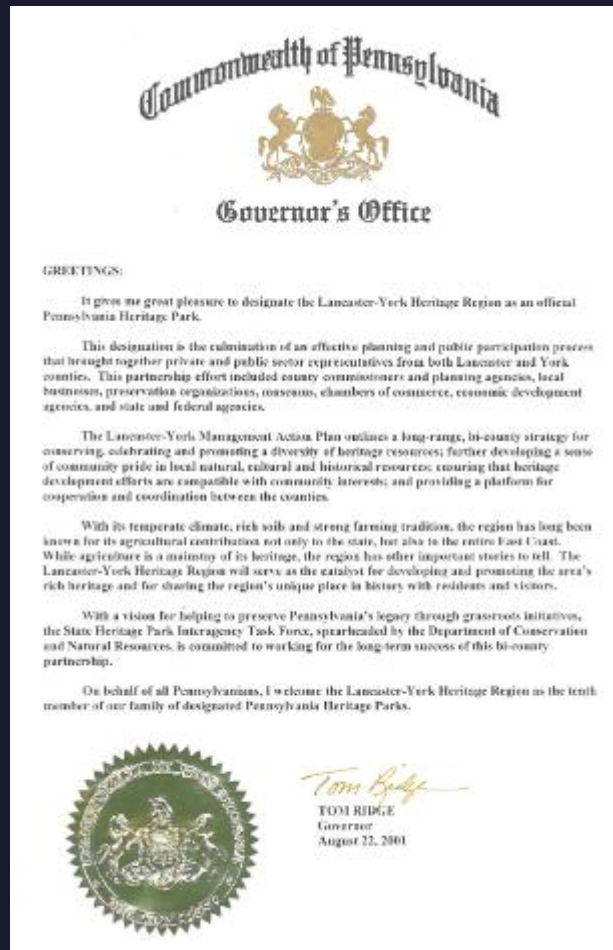 Commonwealth of Pennsylvania
Governor's Office
GREETINGS:
It gives me great pleasure to designate the Lancaster-York Heritage Region as an official
Pennsylvania Heritage Park.
This designation is the culmination of an effective planning and public participation process
that brought together private and public sector representatives from both Lancaster and York
counties. This partnership effort included county commissioners and planning agencies, local
businesses, preservation organizations, museums, chambers of commerce, economic development
agencies, and state and federal agencies.
The Lancaster-York Management Action Plan outlines a long-range, bi-county strategy for
conserving, celebrating and promoting a diversity of heritage resources; further developing a sense
of community pride in local natural, cultural and historical resources; ensuring that heritage
development efforts are compatible with community interests; and providing a platform for
cooperation and coordination between the counties.
With its temperate climate, rich soils and strong farming tradition, the region has long been
known for its agricultural contribution not only to the state, but also to the entire East Coast.
While agriculture is a mainstay of its heritage, the region has other important stories to tell. The
Lancaster-York Heritage Region will serve as the catalyst for developing and promoting the area's
rich heritage and for sharing the region's unique place in history with residents and visitors.
With a vision for helping to preserve Pennsylvania's legacy through grassroots initiatives,
the State Heritage Park Interagency Task Force, spearheaded by the Department of Conservation
and Natural Resources, is committed to working for the long-term success of this bi-county
partnership.
On behalf of all Pennsylvanians, I welcome the Lancaster-York Heritage Region as the tenth
member of our family of designated Pennsylvania Heritage Parks.
Tom Ridge
TOM RIDGE
Governor
August 22, 2001